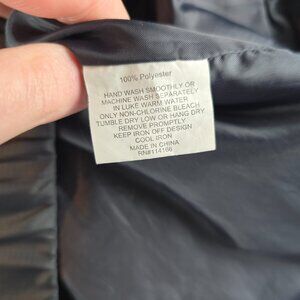 100% Polyester
HAND WASH SMOOTHLY OR
MACHINE WASH SEPARATELY
IN LUKE WARM WATER
ONLY NON-CHLORINE BLEACH
TUMBLE DRY LOW OR HANG DRY
REMOVE PROMPTLY
KEEP IRON OFF DESIGN
COOL IRON
MADE IN CHINA
RN#114166